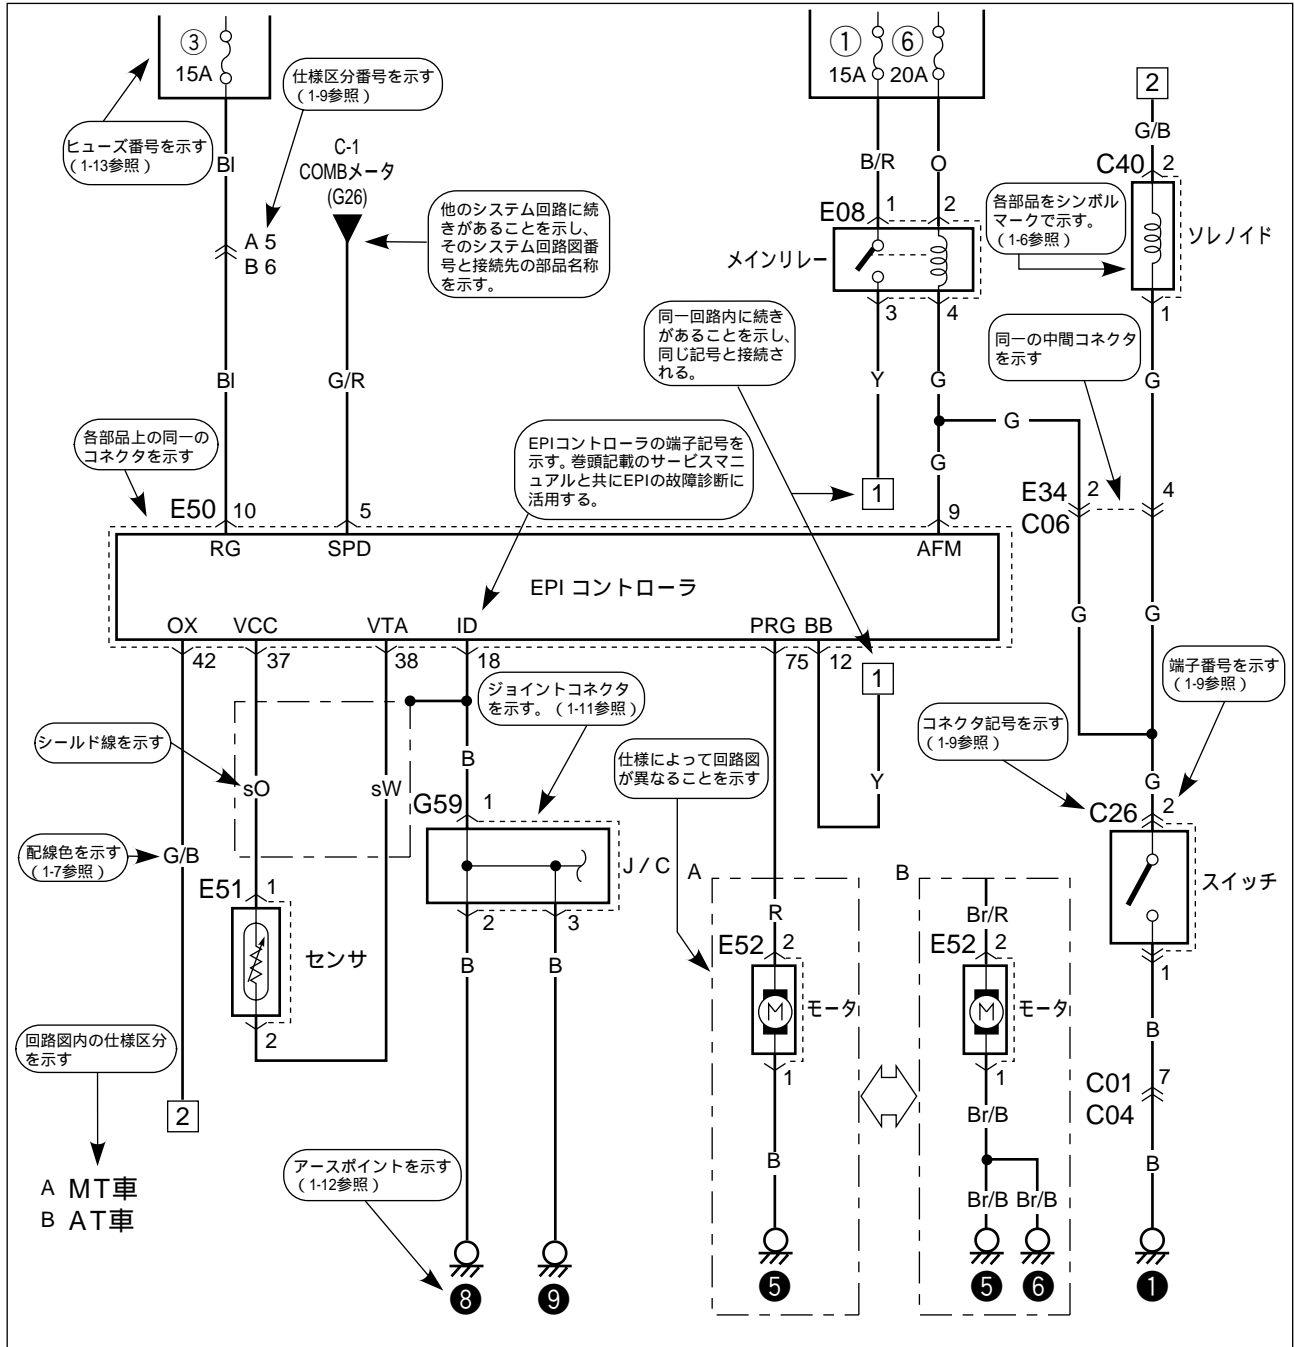 ③
15A
①
15A
⑥
20A
2
仕様区分番号を示す
（1-9参照）
ヒューズ番号を示す
（1-13参照）
C-1
COMBメータ
(G26)
Bl
A 5
B 6
他のシステム回路に続
きがあることを示し、
そのシステム回路図番
号と接続先の部品名称
を示す。
B/R
O
G/B
C40
2
E08
1
2
メインリレー
3
4
各部品をシンボル
マークで示す。
（1-6参照）
ソレノイド
1
同一回路内に続き
があることを示し、
同じ記号と接続さ
れる。
同一の中間コネクタ
を示す
Bl
G/R
Y
G
G
G
G
各部品上の同一の
コネクタを示す
EPIコントローラの端子記号を
示す。巻頭記載のサービスマニ
ュアルと共にEPIの故障診断に
活用する。
1
E34
C06
2
4
E50
10
5
9
RG
SPD
AFM
EPI コントローラ
OX
VCC
VTA
ID
PRG
BB
42
37
38
18
75
12
1
G
G
端子番号を示す
（1-9参照）
ジョイントコネクタ
を示す。（1-11参照）
コネクタ記号を示す
（1-9参照）
シールド線を示す
仕様によって回路図
が異なることを示す
sO
sW
B
Y
G
G59
1
C26
2
配線色を示す
（1-7参照）
G/B
J / C
A
B
スイッチ
E51
1
2
3
R
Br/R
センサ
B
B
E52
2
E52
2
1
モータ
モータ
M
M
2
回路図内の仕様区分
を示す
1
1
B
Br/B
C01
C04
7
2
アースポイントを示す
（1-12参照）
B
Br/B
Br/B
B
A MT車
B AT車
❽
❾
❺
❺
❻
❶